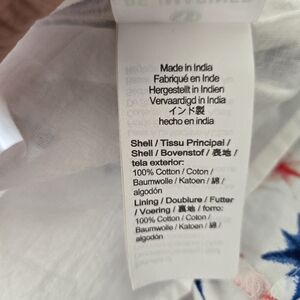 Made in India
Fabriqué en Inde
Hergestellt in Indien
Vervaardigd in India
インド製
hecho en india
Shell / Tissu Principai /
Shell / Bovenstof / 表地 /
tela exterior:
100% Cotton / Coton /
Baumwolle / Katoen / 綿 /
algodón
Lining / Doublure / Futter
/ Voering / 裏地 / forro:
100% Cotton / Coton /
Baumwolle / Katoen / 綿 /
algodón